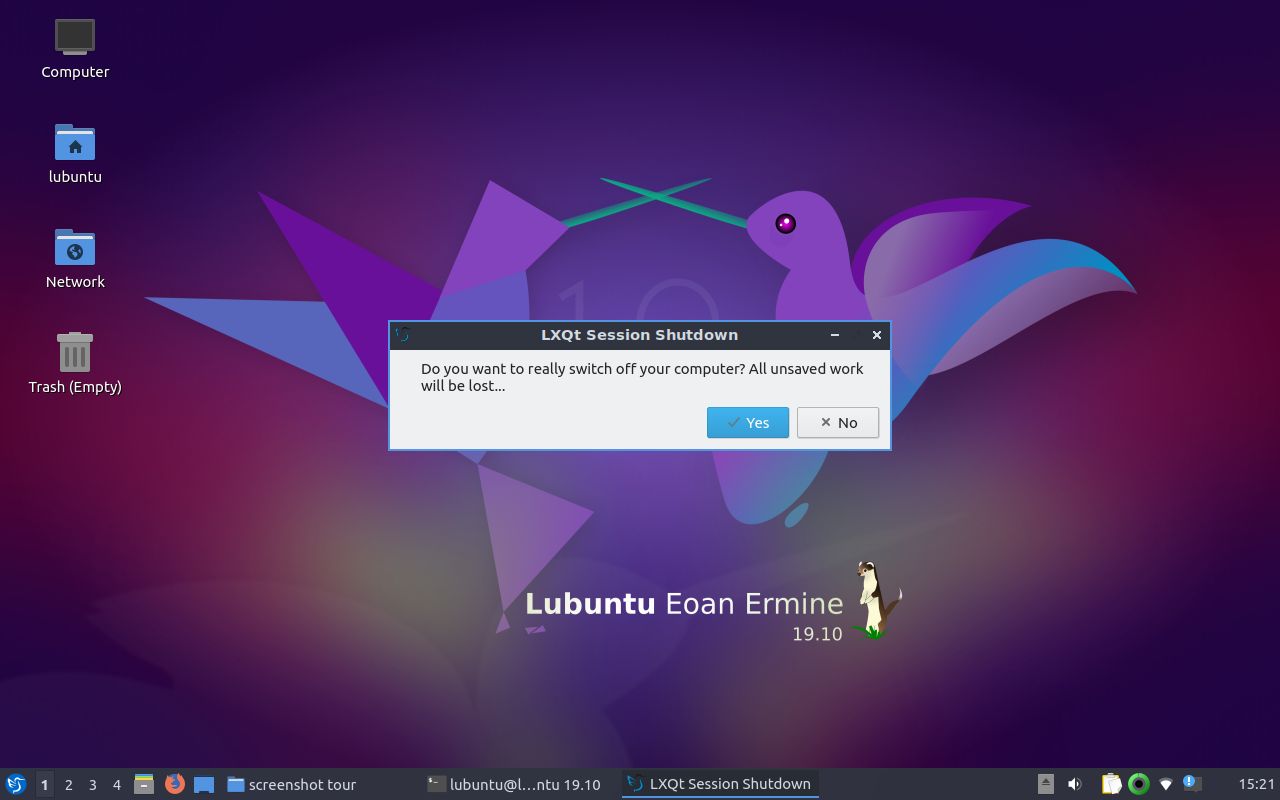 Computer
lubuntu
Network
Trash (Empty)
10
LXQt Session Shutdown
Do you want to really switch off your computer? All unsaved work
will be lost...
Yes
No
Lubuntu Eoan Ermine
19.10
1 2 3 4 screenshot tour lubuntu@l...ntu 19.10 LXQt Session Shutdown 15:21